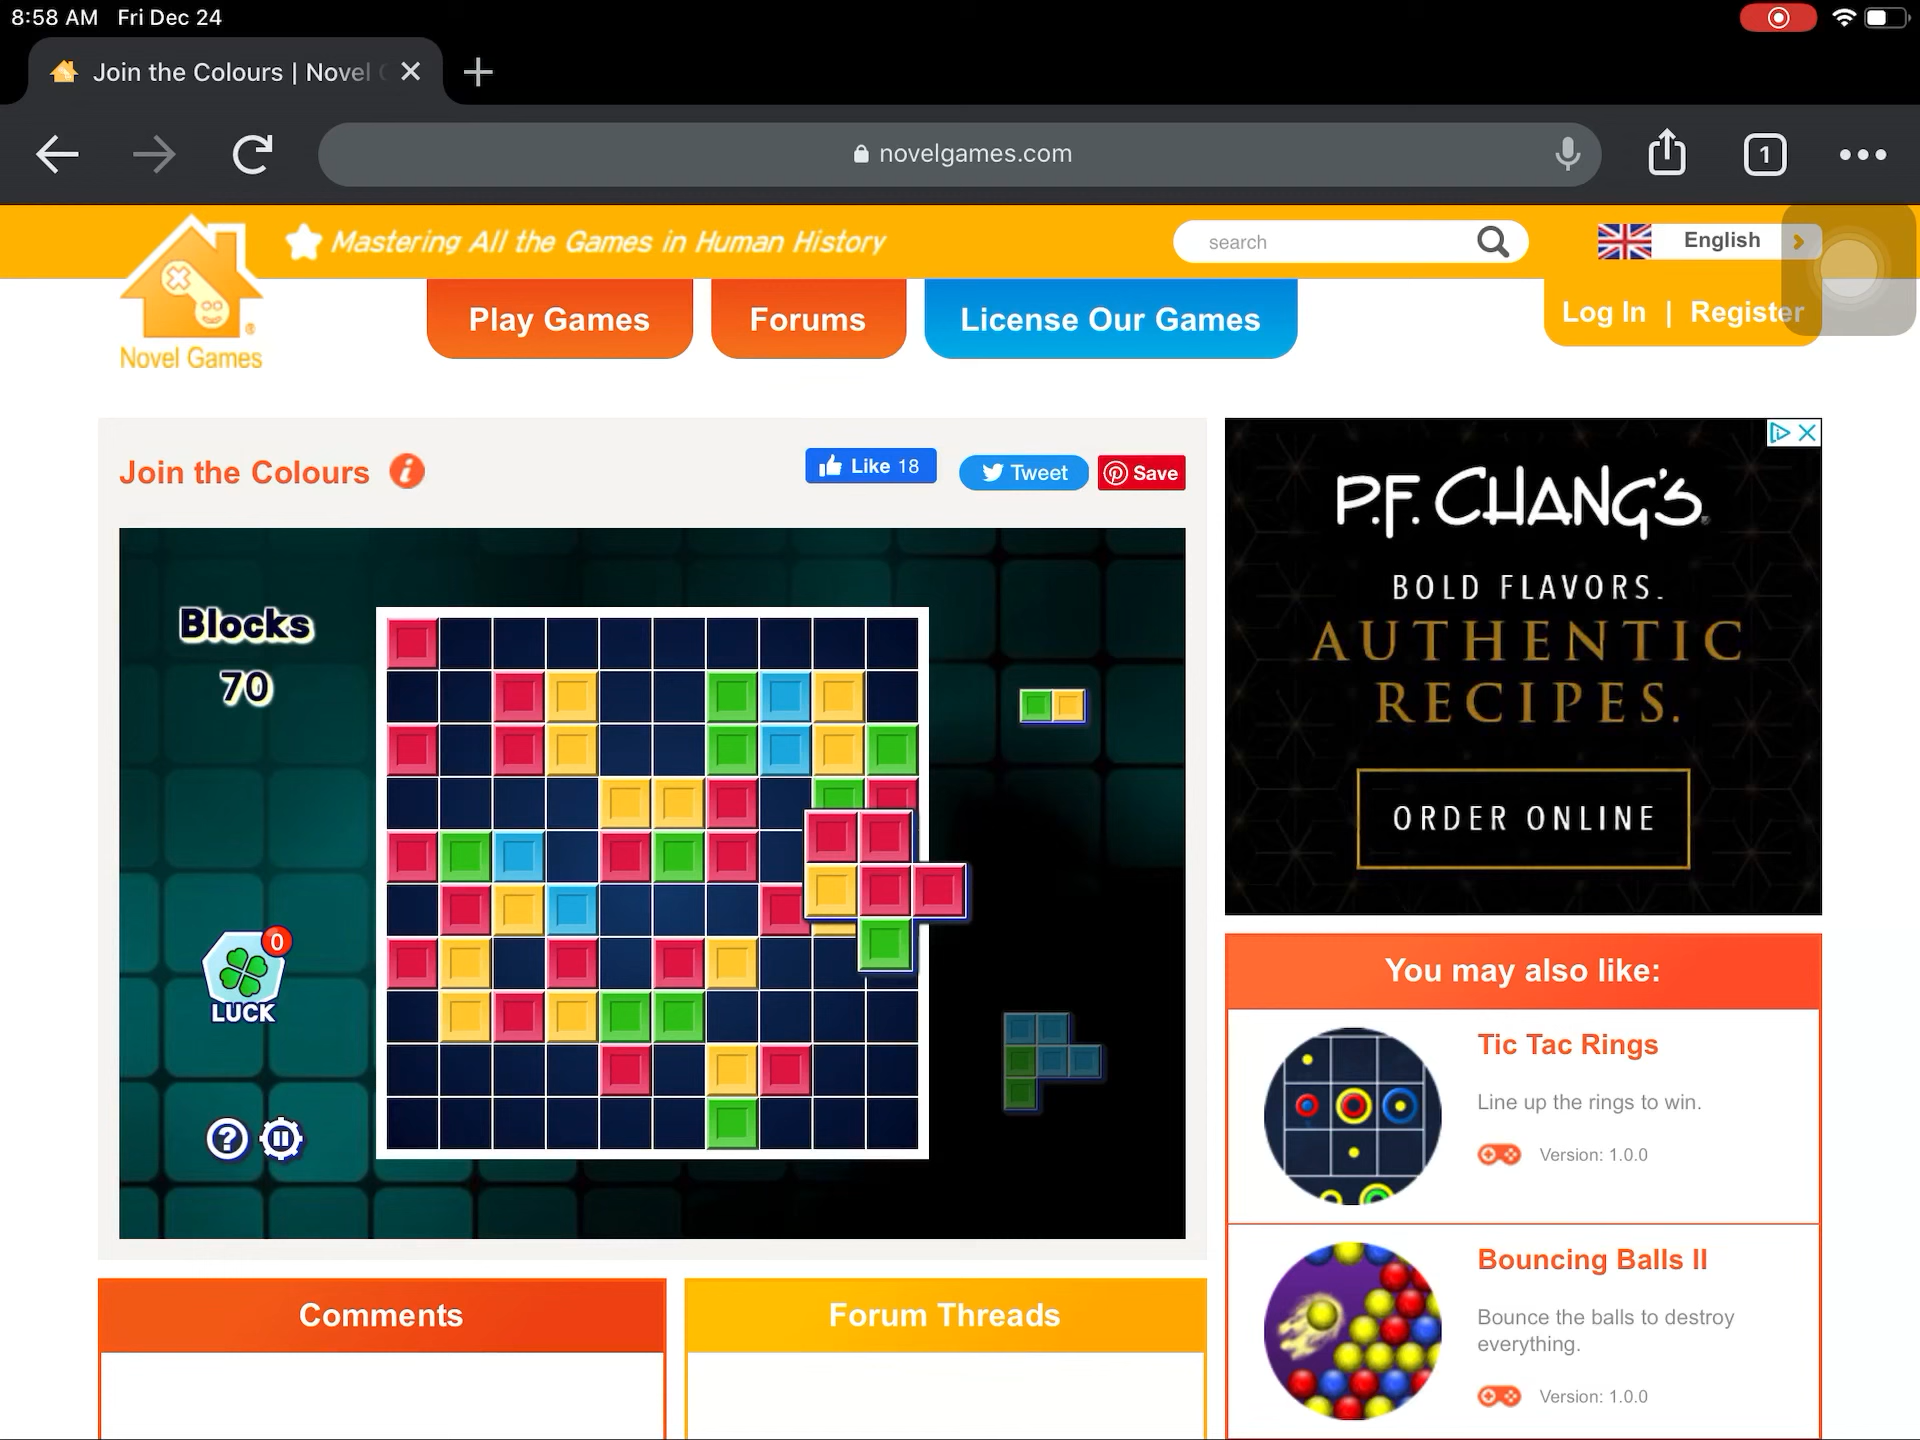 8:58 AM Fri Dec 24
Join the Colours | Novel
novelgames.com
1
Mastering All the Games in Human History
search
English
Novel Games
Play Games
Forums
License Our Games
Log In | Register
Join the Colours
Like 18
Tweet
Save
Blocks
70
0
LUCK
P.F. CHANG'S
BOLD FLAVORS.
AUTHENTIC
RECIPES.
ORDER ONLINE
You may also like:
Tic Tac Rings
Line up the rings to win.
Version: 1.0.0
Bouncing Balls II
Bounce the balls to destroy
everything.
Version: 1.0.0
Comments
Forum Threads